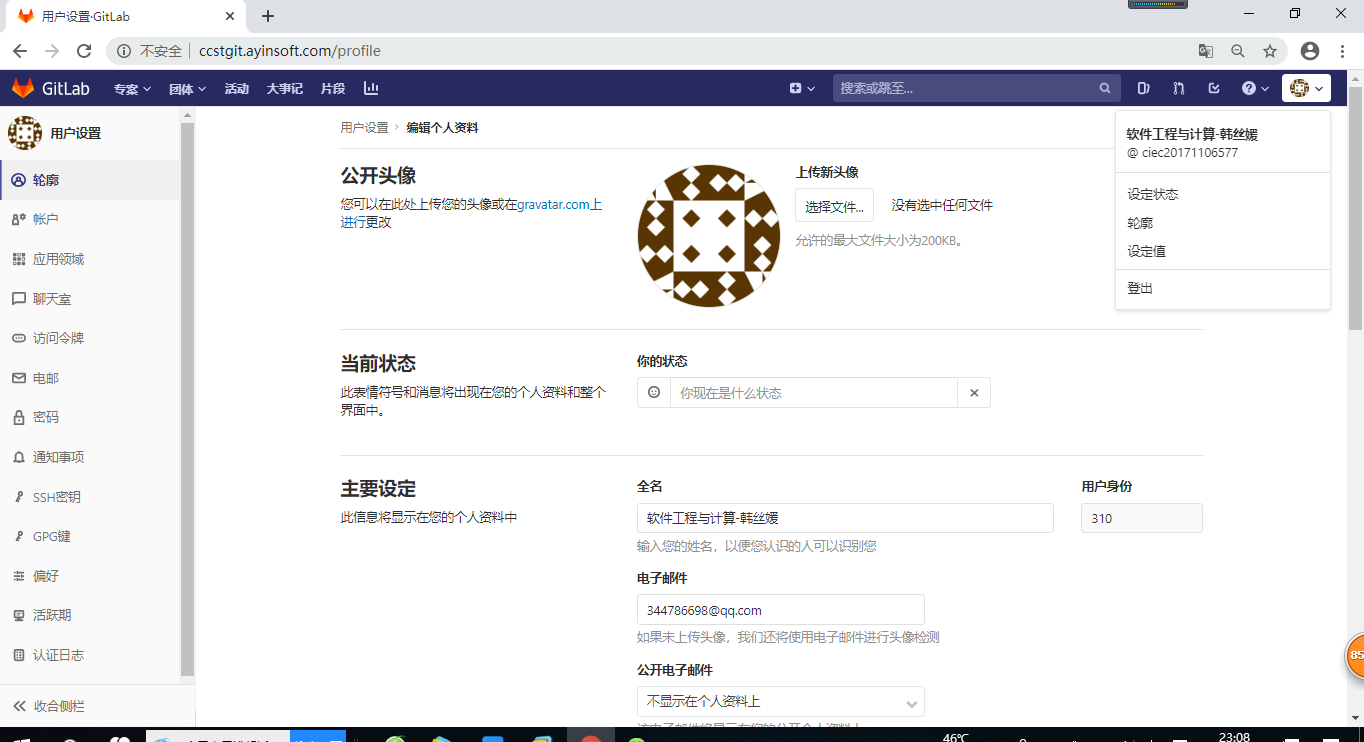 用户设置·GitLab
不安全 ccstgit.ayinsoft.com/profile
GitLab 专案 团体 活动 大事记 片段 搜索或跳至...
用户设置
轮廓
帐户
应用领域
聊天室
访问令牌
电邮
密码
通知事项
SSH密钥
GPG键
偏好
活跃期
认证日志
收合侧栏
用户设置 › 编辑个人资料
公开头像
您可以在此处上传您的头像或在gravatar.com上
进行更改
上传新头像
选择文件... 没有选中任何文件
允许的最大文件大小为200KB。
软件工程与计算-韩丝媛
@ ciec20171106577
设定状态
轮廓
设定值
登出
当前状态
此表情符号和消息将出现在您的个人资料和整个
界面中。
你的状态
你现在是什么状态
主要设定
此信息将显示在您的个人资料中
全名
软件工程与计算-韩丝媛
输入您的姓名，以便您认识的人可以识别您
用户身份
310
电子邮件
344786698@qq.com
如果未上传头像，我们还将使用电子邮件进行头像检测
公开电子邮件
不显示在个人资料上
85
46℃
23:08